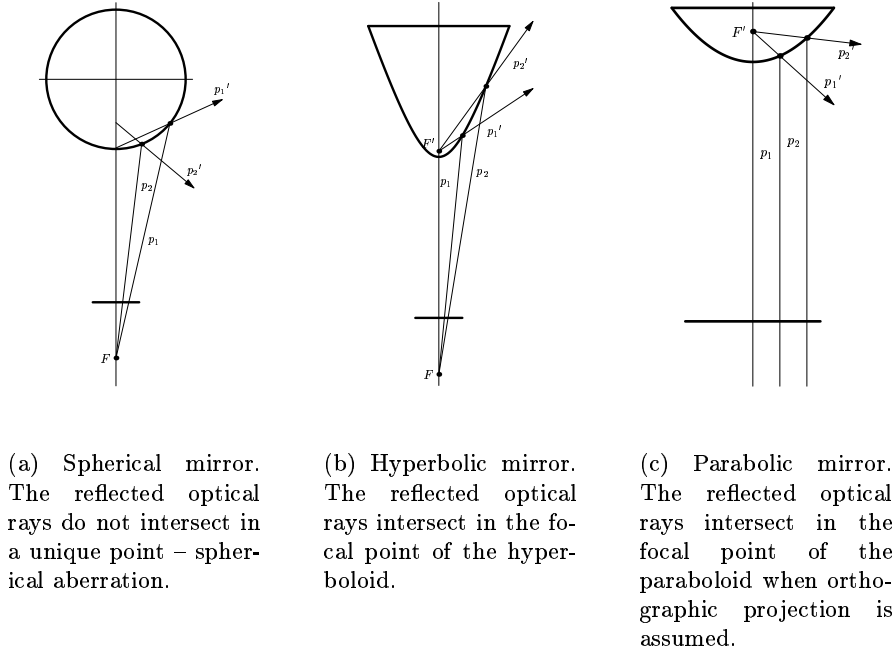 p₁′
p₂′
p₂
p₁
F
p₂′
F′
p₁′
p₁
p₂
F
F′
p₂′
p₁′
p₁
p₂
(a) Spherical mirror.
The reflected optical
rays do not intersect in
a unique point – spher-
ical aberration.
(b) Hyperbolic mirror.
The reflected optical
rays intersect in the fo-
cal point of the hyper-
boloid.
(c) Parabolic mirror.
The reflected optical
rays intersect in the
focal point of the
paraboloid when ortho-
graphic projection is
assumed.